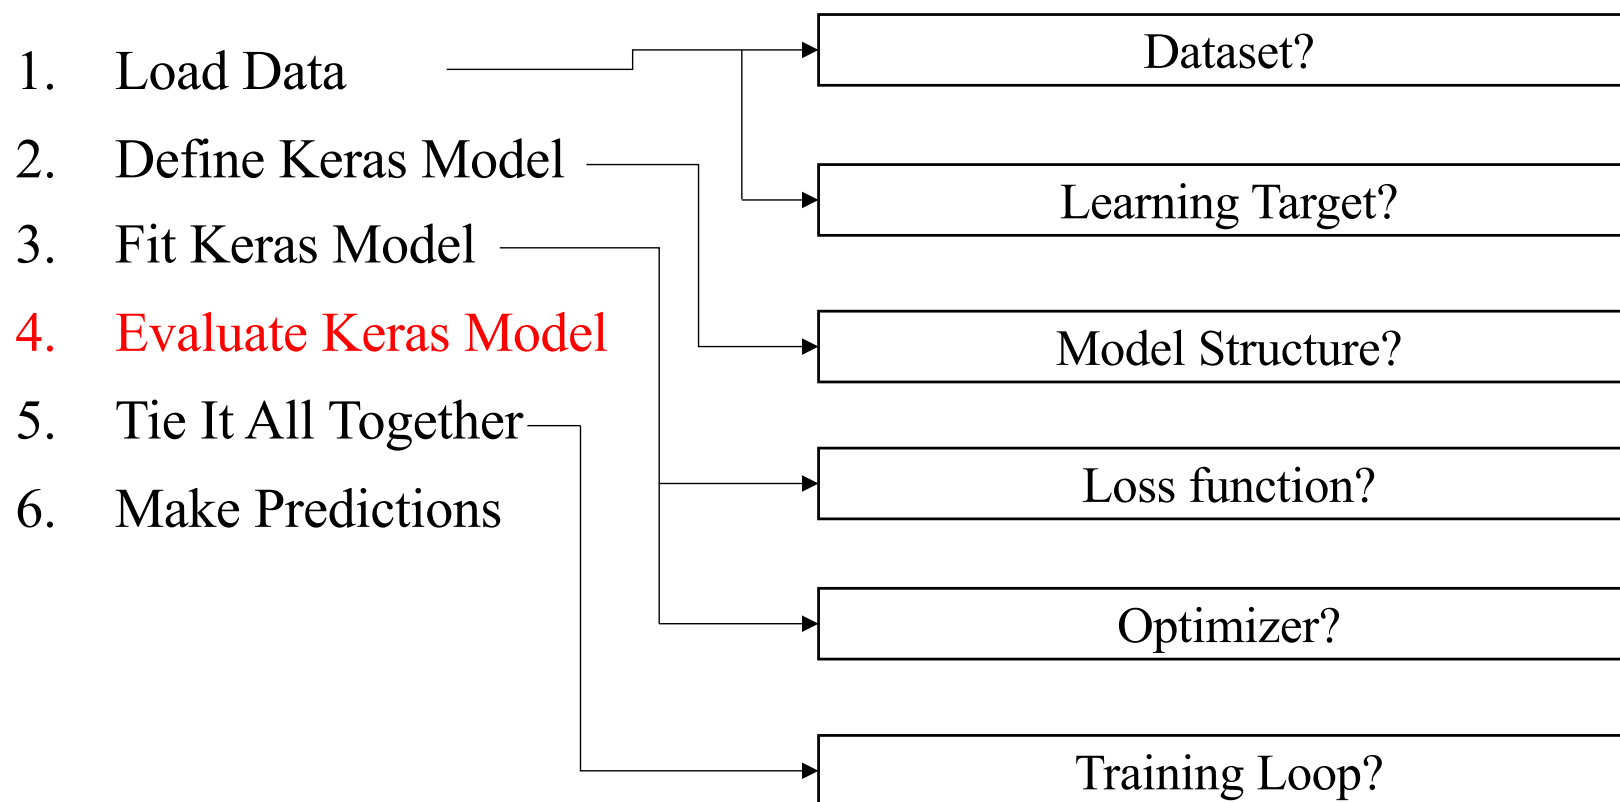 1. Load Data
2. Define Keras Model
3. Fit Keras Model
4. Evaluate Keras Model
5. Tie It All Together
6. Make Predictions
Dataset?
Learning Target?
Model Structure?
Loss function?
Optimizer?
Training Loop?